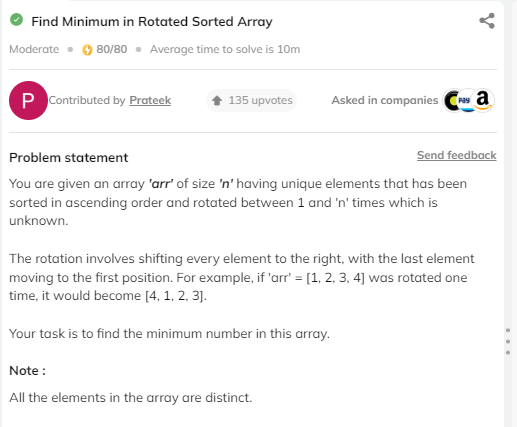 Find Minimum in Rotated Sorted Array
Moderate • 80/80 • Average time to solve is 10m
P Contributed by Prateek 135 upvotes Asked in companies PAY a
Problem statement Send feedback
You are given an array 'arr' of size 'n' having unique elements that has been
sorted in ascending order and rotated between 1 and 'n' times which is
unknown.
The rotation involves shifting every element to the right, with the last element
moving to the first position. For example, if 'arr' = [1, 2, 3, 4] was rotated one
time, it would become [4, 1, 2, 3].
Your task is to find the minimum number in this array.
Note :
All the elements in the array are distinct.